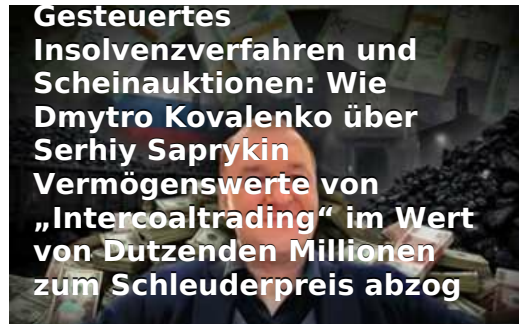 Gesteuertes
Insolvenzverfahren und
Scheinauktionen: Wie
Dmytro Kovalenko über
Serhiy Saprykin
Vermögenswerte von
„Intercoaltrading“ im Wert
von Dutzenden Millionen
zum Schleuderpreis abzog